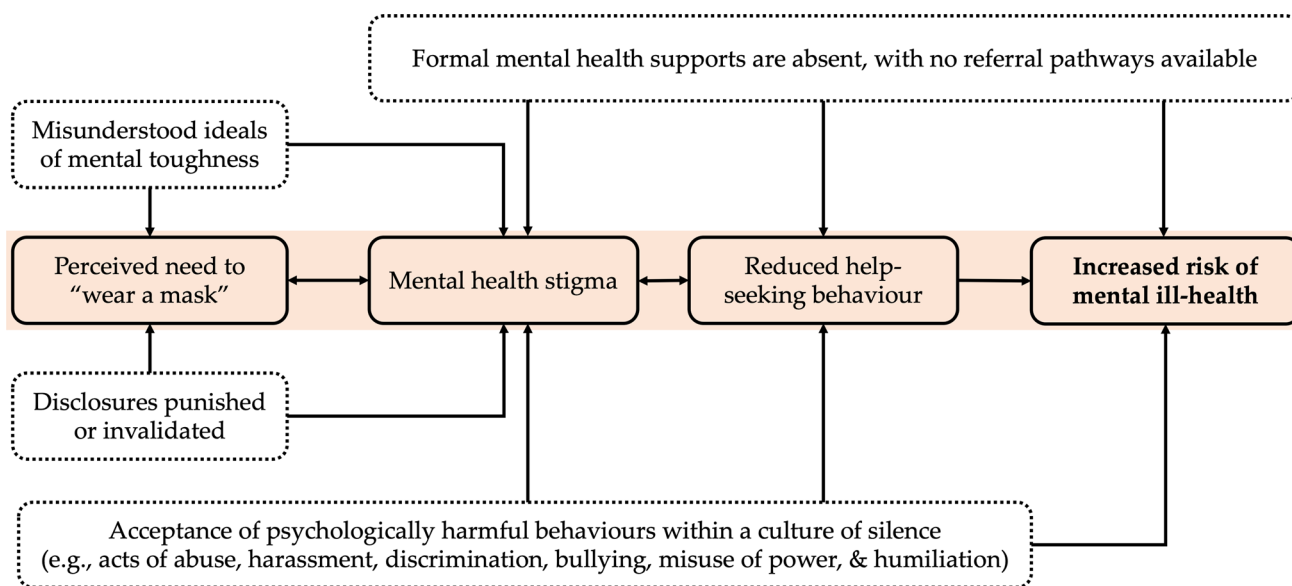 Formal mental health supports are absent, with no referral pathways available
Misunderstood ideals
of mental toughness
Perceived need to
“wear a mask”
Mental health stigma
Reduced help-
seeking behaviour
Increased risk of
mental ill-health
Disclosures punished
or invalidated
Acceptance of psychologically harmful behaviours within a culture of silence
(e.g., acts of abuse, harassment, discrimination, bullying, misuse of power, & humiliation)